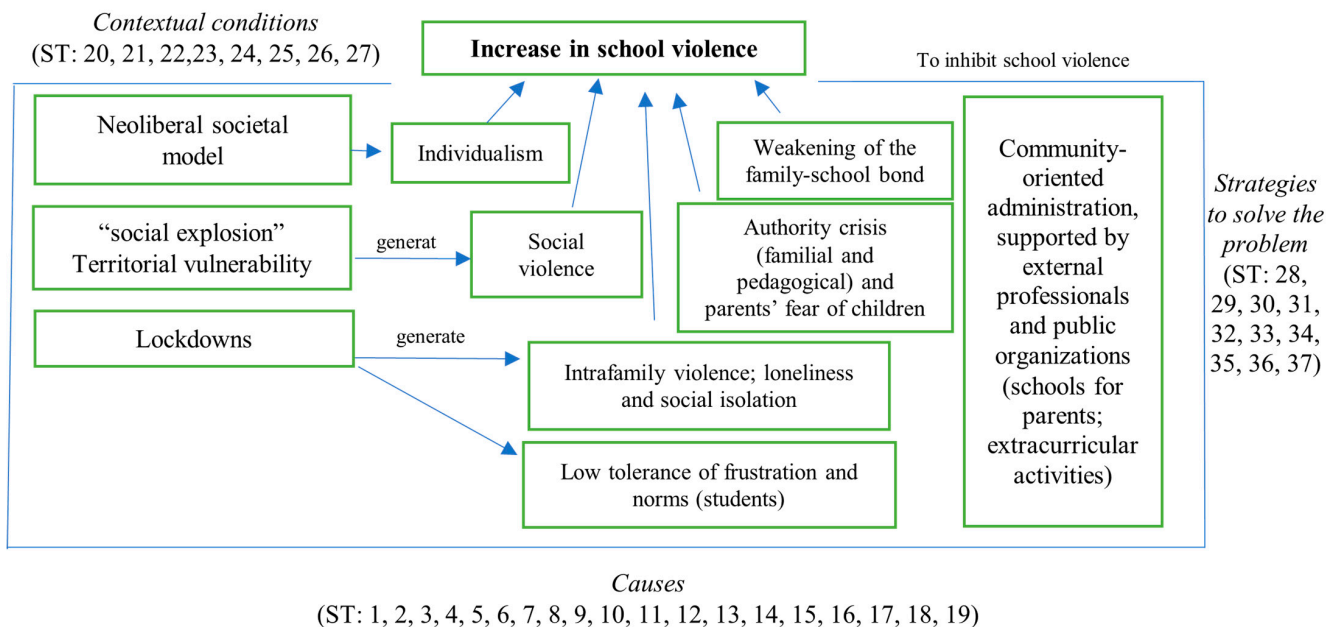 Contextual conditions
(ST: 20, 21, 22,23, 24, 25, 26, 27)
Increase in school violence
To inhibit school violence
Neoliberal societal
model
Individualism
Weakening of the
family-school bond
“social explosion”
Territorial vulnerability
generat
Social
violence
Authority crisis
(familial and
pedagogical) and
parents’ fear of children
Lockdowns
generate
Intrafamily violence; loneliness
and social isolation
Low tolerance of frustration and
norms (students)
Community-
oriented
administration,
supported by
external
professionals
and public
organizations
(schools for
parents;
extracurricular
activities)
Strategies
to solve the
problem
(ST: 28,
29, 30, 31,
32, 33, 34,
35, 36, 37)
Causes
(ST: 1, 2, 3, 4, 5, 6, 7, 8, 9, 10, 11, 12, 13, 14, 15, 16, 17, 18, 19)